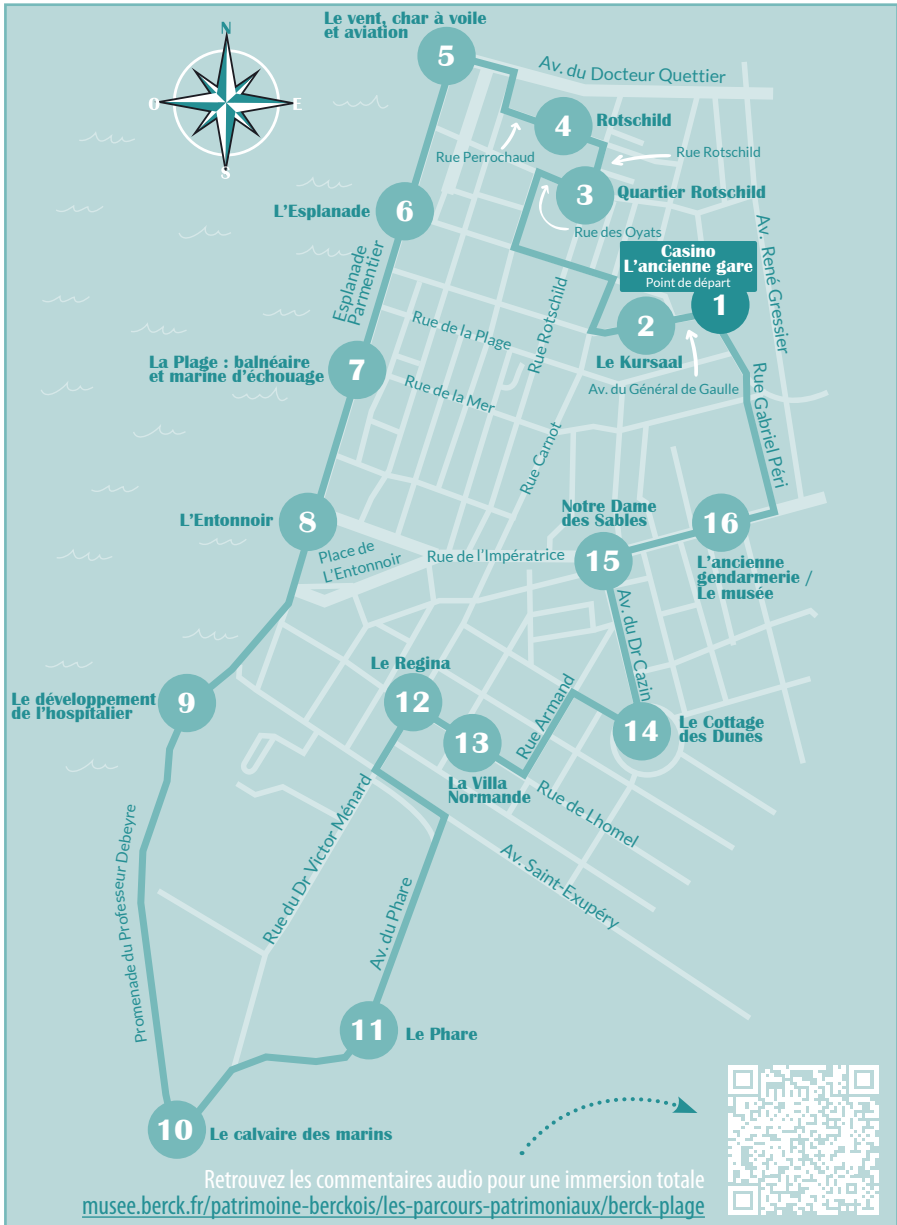 Le vent, char à voile
et aviation
N
O
E
S
5
Av. du Docteur Quettier
4
Rotschild
Rue Perrochaud
Rue Rotschild
3
Quartier Rotschild
6
L'Esplanade
Rue des Oyats
Casino
L'ancienne gare
Point de départ
1
Av. René Gressier
Esplanade
Parmentier
Rue de la Plage
Rue Rotschild
2
Le Kursaal
Av. du Général de Gaulle
La Plage : balnéaire
et marine d'échouage
7
Rue de la Mer
Rue Gabriel Péri
Rue Carnot
L'Entonnoir
8
Notre Dame
des Sables
16
Place de
L'Entonnoir
Rue de l'Impératrice
15
L'ancienne
gendarmerie /
Le musée
Av. du Dr Cazin
Le Regina
Le développement
de l'hospitalier
9
12
13
Rue Armand
14
Le Cottage
des Dunes
La Villa
Normande
Rue de Lhomel
Rue du Dr Victor Ménard
Av. Saint-Exupéry
Promenade du Professeur Debeyre
Av. du Phare
11
Le Phare
10
Le calvaire des marins
Retrouvez les commentaires audio pour une immersion totale
musee.berck.fr/patrimoine-berckois/les-parcours-patrimoniaux/berck-plage